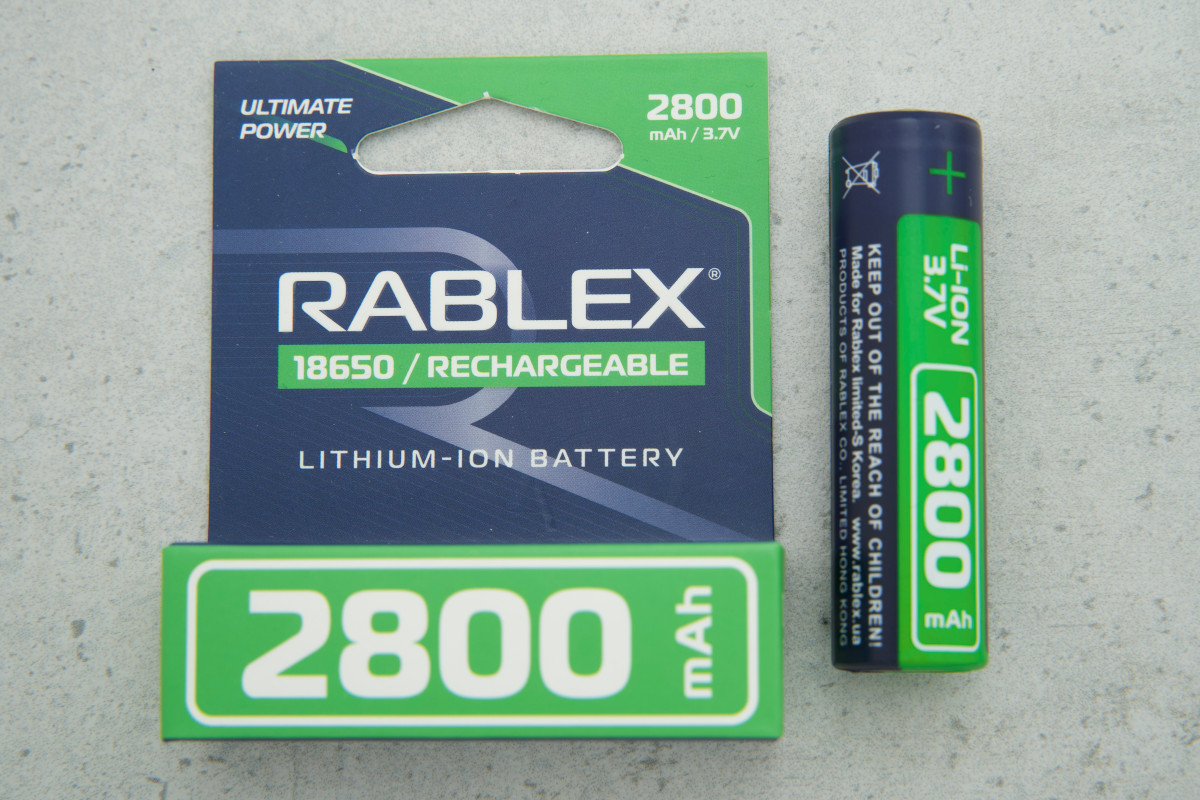 ULTIMATE
POWER
2800
mAh / 3.7V
RABLEX®
18650 / RECHARGEABLE
LITHIUM-ION BATTERY
2800 mAh
+
Li-ION
3.7V
2800 mAh
KEEP OUT OF THE REACH OF CHILDREN!
Made for Rablex limited-S Korea. www.rablex.ua
PRODUCTS OF RABLEX CO., LIMITED HONG KONG